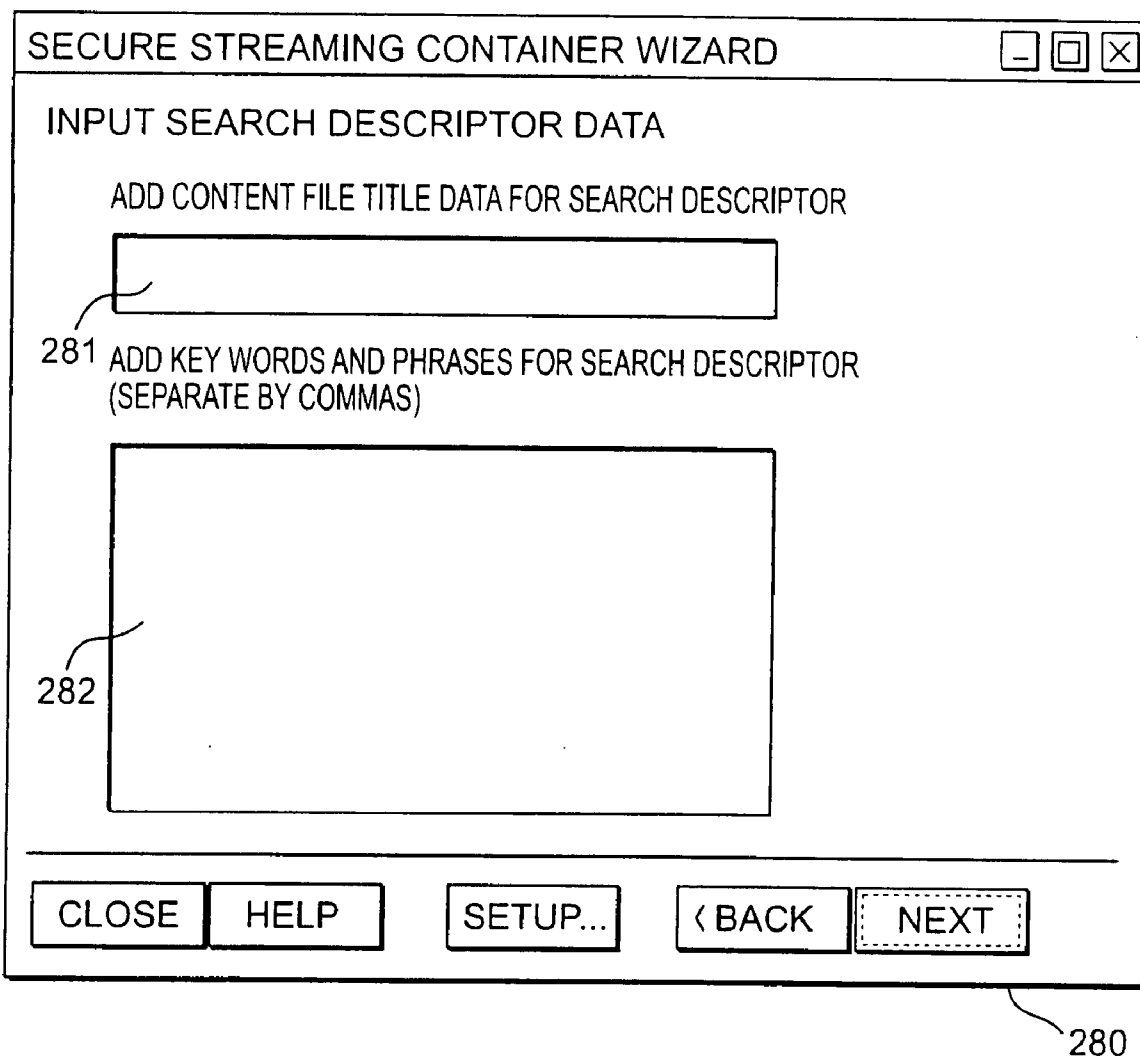 SECURE STREAMING CONTAINER WIZARD
INPUT SEARCH DESCRIPTOR DATA
ADD CONTENT FILE TITLE DATA FOR SEARCH DESCRIPTOR
281
ADD KEY WORDS AND PHRASES FOR SEARCH DESCRIPTOR
(SEPARATE BY COMMAS)
282
CLOSE HELP SETUP... <BACK NEXT
280